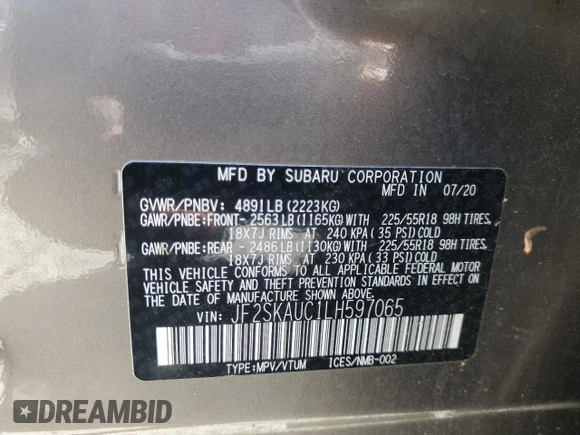 MFD BY SUBARU CORPORATION
MFD IN 07/20
GVWR/PNBV: 4891LB(2223KG)
GAWR/PNBE:FRONT- 2563LB(1165KG)WITH 225/55R18 98H TIRES,
18X7J RIMS AT 240 KPA(35 PSI)COLD
GAWR/PNBE:REAR - 2486LB(1130KG)WITH 225/55R18 98H TIRES,
18X7J RIMS AT 230 KPA(33 PSI)COLD
THIS VEHICLE CONFORMS TO ALL APPLICABLE FEDERAL MOTOR
VEHICLE SAFETY AND THEFT PREVENTION STANDARDS
IN EFFECT ON THE DATE OF MANUFACTURE SHOWN ABOVE.
VIN: JF2SKAUC1LH597065
TYPE:MPV/VTUM ICES/NMB-002
DREAMBID